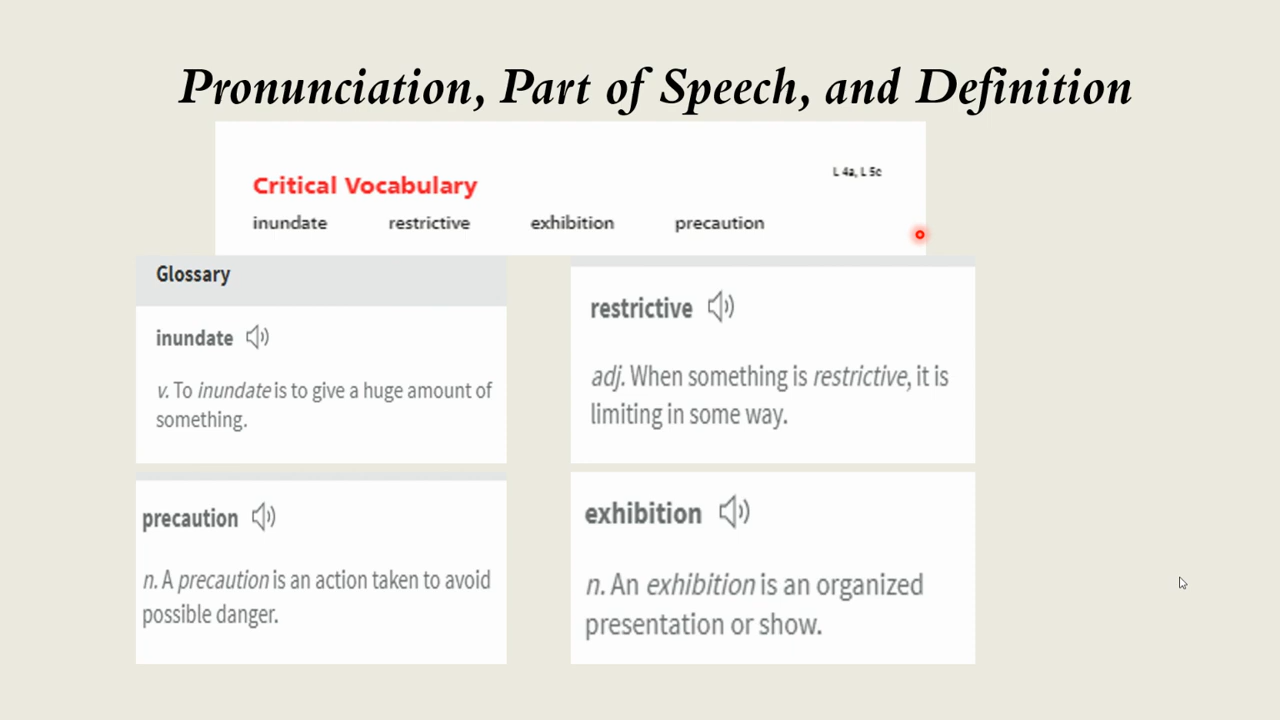 Pronunciation, Part of Speech, and Definition
L 4a, L 5c
Critical Vocabulary
inundate restrictive exhibition precaution
Glossary
inundate
v. To inundate is to give a huge amount of
something.
restrictive
adj. When something is restrictive, it is
limiting in some way.
precaution
n. A precaution is an action taken to avoid
possible danger.
exhibition
n. An exhibition is an organized
presentation or show.